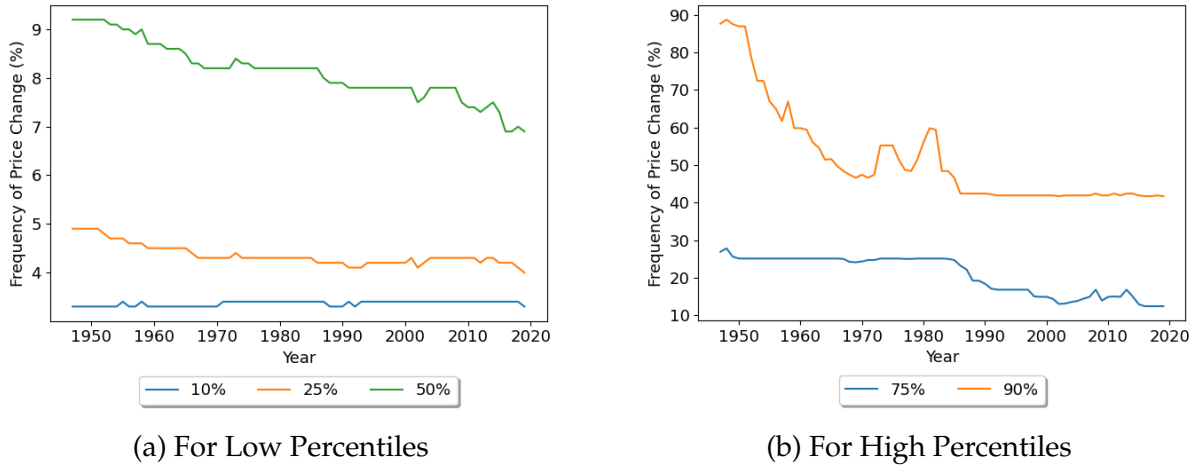 Frequency of Price Change (%)
9
8
7
6
5
4
1950 1960 1970 1980 1990 2000 2010 2020
Year
10% 25% 50%
(a) For Low Percentiles
Frequency of Price Change (%)
90
80
70
60
50
40
30
20
10
1950 1960 1970 1980 1990 2000 2010 2020
Year
75% 90%
(b) For High Percentiles